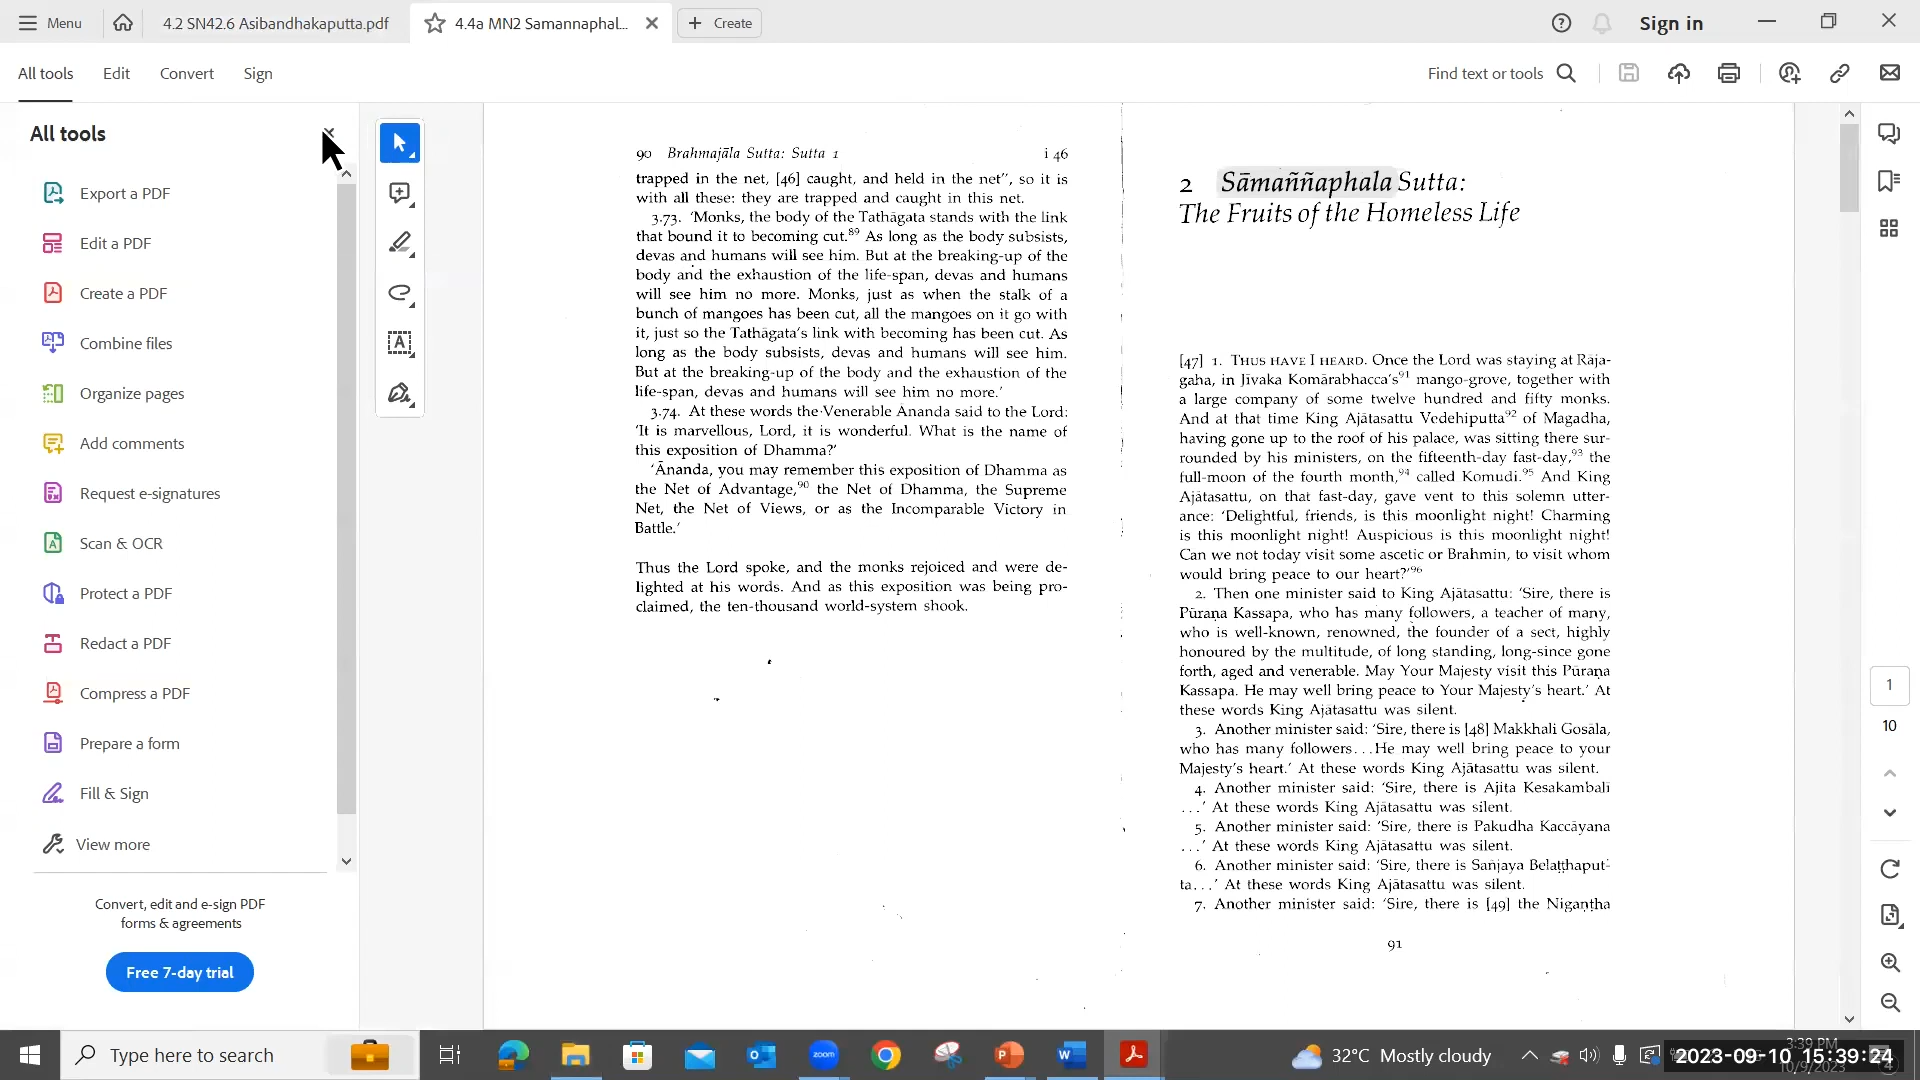 Menu
4.2 SN42.6 Asibandhakaputta.pdf
4.4a MN2 Samannaphal...
Create
Sign in
All tools
Edit
Convert
Sign
Find text or tools
All tools
Export a PDF
Edit a PDF
Create a PDF
Combine files
Organize pages
Add comments
Request e-signatures
Scan & OCR
Protect a PDF
Redact a PDF
Compress a PDF
Prepare a form
Fill & Sign
View more
Convert, edit and e-sign PDF
forms & agreements
Free 7-day trial
90 Brahmajāla Sutta: Sutta 1 i 46
trapped in the net, [46] caught, and held in the net", so it is
with all these: they are trapped and caught in this net.
3.73. 'Monks, the body of the Tathāgata stands with the link
that bound it to becoming cut.89 As long as the body subsists,
devas and humans will see him. But at the breaking-up of the
body and the exhaustion of the life-span, devas and humans
will see him no more. Monks, just as when the stalk of a
bunch of mangoes has been cut, all the mangoes on it go with
it, just so the Tathāgata's link with becoming has been cut. As
long as the body subsists, devas and humans will see him.
But at the breaking-up of the body and the exhaustion of the
life-span, devas and humans will see him no more.'
3.74. At these words the Venerable Ānanda said to the Lord:
'It is marvellous, Lord, it is wonderful. What is the name of
this exposition of Dhamma?'
'Ānanda, you may remember this exposition of Dhamma as
the Net of Advantage,90 the Net of Dhamma, the Supreme
Net, the Net of Views, or as the Incomparable Victory in
Battle.'
Thus the Lord spoke, and the monks rejoiced and were de-
lighted at his words. And as this exposition was being pro-
claimed, the ten-thousand world-system shook.
2 Sāmaññaphala Sutta:
The Fruits of the Homeless Life
[47] 1. THUS HAVE I HEARD. Once the Lord was staying at Rāja-
gaha, in Jīvaka Komārabhacca's91 mango-grove, together with
a large company of some twelve hundred and fifty monks.
And at that time King Ajātasattu Vedehiputta92 of Magadha,
having gone up to the roof of his palace, was sitting there sur-
rounded by his ministers, on the fifteenth-day fast-day,93 the
full-moon of the fourth month,94 called Komudi.95 And King
Ajātasattu, on that fast-day, gave vent to this solemn utter-
ance: 'Delightful, friends, is this moonlight night! Charming
is this moonlight night! Auspicious is this moonlight night!
Can we not today visit some ascetic or Brahmin, to visit whom
would bring peace to our heart?'96
2. Then one minister said to King Ajātasattu: 'Sire, there is
Pūraṇa Kassapa, who has many followers, a teacher of many,
who is well-known, renowned, the founder of a sect, highly
honoured by the multitude, of long standing, long-since gone
forth, aged and venerable. May Your Majesty visit this Pūraṇa
Kassapa. He may well bring peace to Your Majesty's heart.' At
these words King Ajātasattu was silent.
3. Another minister said: 'Sire, there is [48] Makkhali Gosāla,
who has many followers...He may well bring peace to your
Majesty's heart.' At these words King Ajātasattu was silent.
4. Another minister said: 'Sire, there is Ajita Kesakambalī
...' At these words King Ajātasattu was silent.
5. Another minister said: 'Sire, there is Pakudha Kaccāyana
...' At these words King Ajātasattu was silent.
6. Another minister said: 'Sire, there is Sañjaya Belaṭṭhaput-
ta...' At these words King Ajātasattu was silent.
7. Another minister said: 'Sire, there is [49] the Nigaṇṭha
91
1
10
Type here to search
zoom
32°C Mostly cloudy
3:39 PM
10/9/2023
2023-09-10 15:39:24